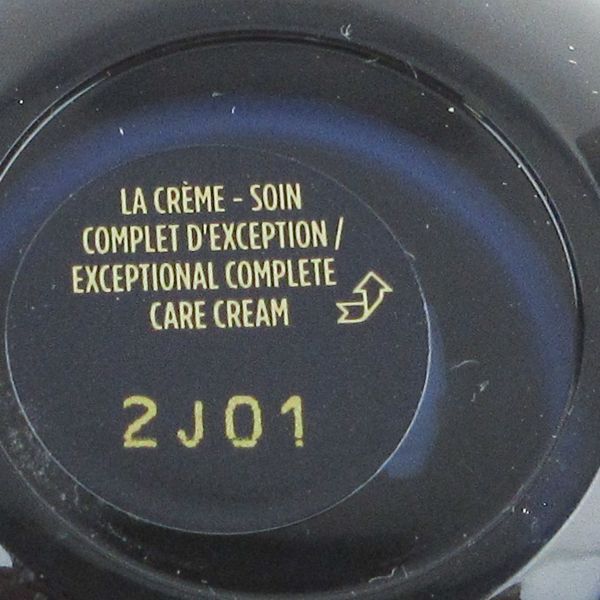 LA CRÈME - SOIN
COMPLET D'EXCEPTION /
EXCEPTIONAL COMPLETE
CARE CREAM
2J01